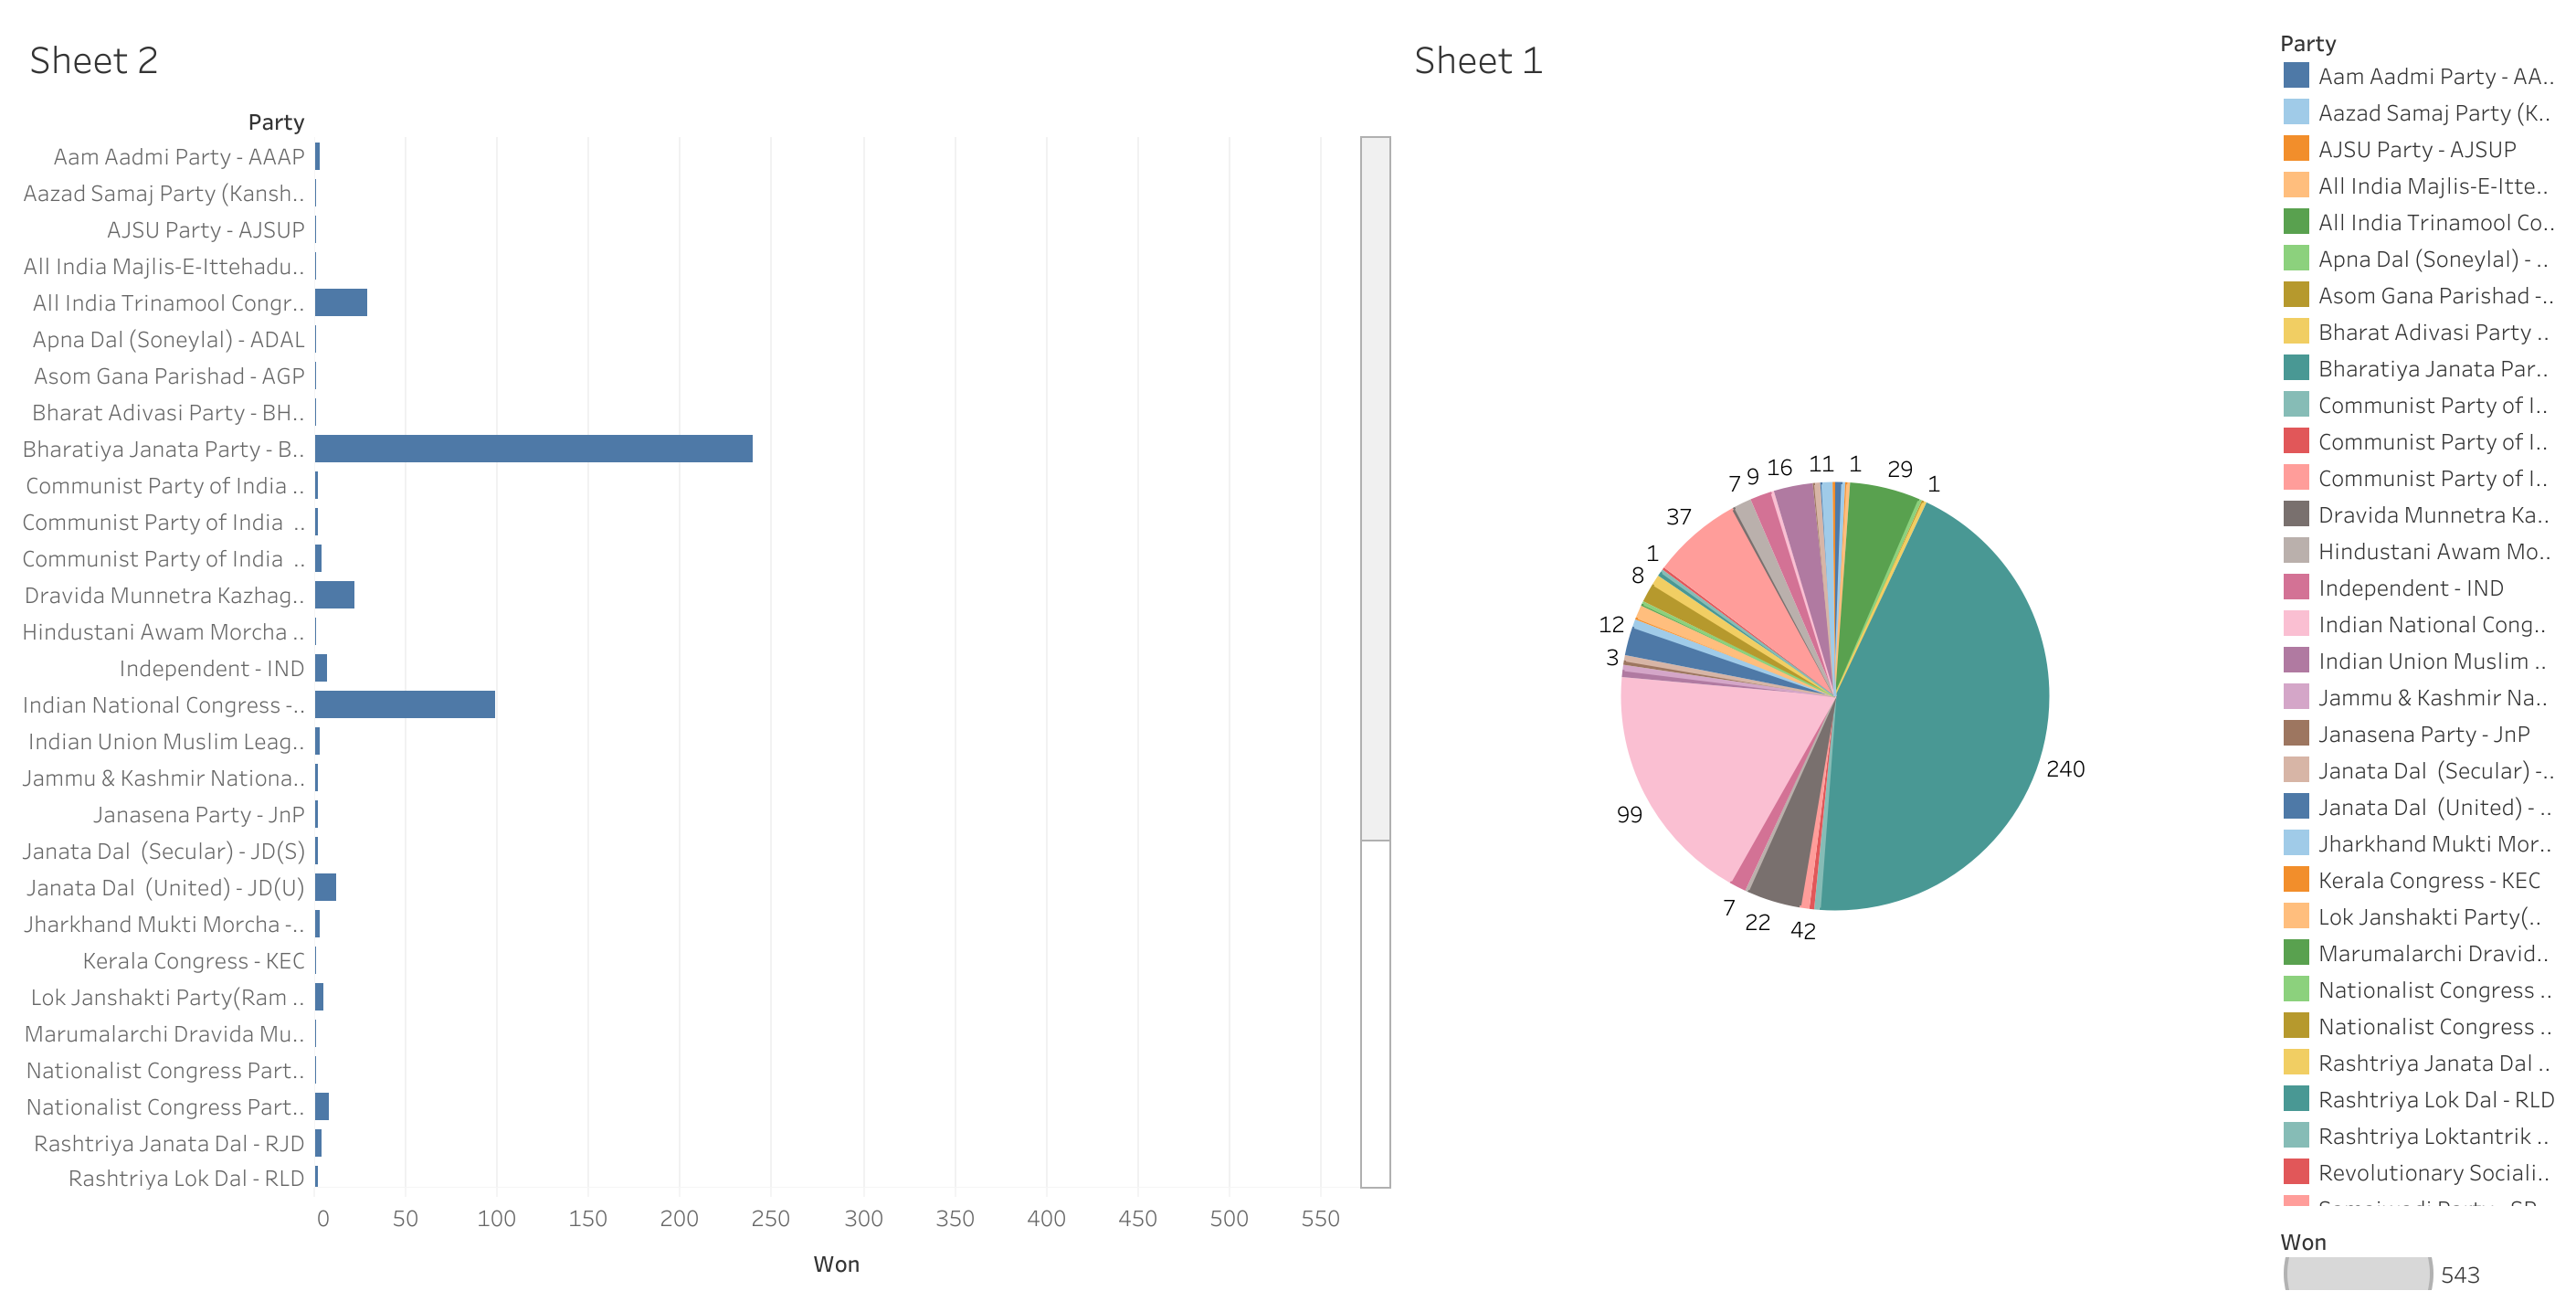 Sheet 2
Party
Aam Aadmi Party - AAAP
Aazad Samaj Party (Kansh..
AJSU Party - AJSUP
All India Majlis-E-Ittehadu..
All India Trinamool Congr..
Apna Dal (Soneylal) - ADAL
Asom Gana Parishad - AGP
Bharat Adivasi Party - BH..
Bharatiya Janata Party - B..
Communist Party of India ..
Communist Party of India  ..
Communist Party of India  ..
Dravida Munnetra Kazhag..
Hindustani Awam Morcha ..
Independent - IND
Indian National Congress -..
Indian Union Muslim Leag..
Jammu & Kashmir Nationa..
Janasena Party - JnP
Janata Dal  (Secular) - JD(S)
Janata Dal  (United) - JD(U)
Jharkhand Mukti Morcha -..
Kerala Congress - KEC
Lok Janshakti Party(Ram ..
Marumalarchi Dravida Mu..
Nationalist Congress Part..
Nationalist Congress Part..
Rashtriya Janata Dal - RJD
Rashtriya Lok Dal - RLD
0 50 100 150 200 250 300 350 400 450 500 550
Won
Sheet 1
7 9 16 11 1 29 1
37
1
8
12
3
240
99
7 22 42
Party
Aam Aadmi Party - AA..
Aazad Samaj Party (K..
AJSU Party - AJSUP
All India Majlis-E-Itte..
All India Trinamool Co..
Apna Dal (Soneylal) - ..
Asom Gana Parishad -..
Bharat Adivasi Party ..
Bharatiya Janata Par..
Communist Party of I..
Communist Party of I..
Communist Party of I..
Dravida Munnetra Ka..
Hindustani Awam Mo..
Independent - IND
Indian National Cong..
Indian Union Muslim ..
Jammu & Kashmir Na..
Janasena Party - JnP
Janata Dal  (Secular) -..
Janata Dal  (United) - ..
Jharkhand Mukti Mor..
Kerala Congress - KEC
Lok Janshakti Party(..
Marumalarchi Dravid..
Nationalist Congress ..
Nationalist Congress ..
Rashtriya Janata Dal ..
Rashtriya Lok Dal - RLD
Rashtriya Loktantrik ..
Revolutionary Sociali..
Won
543